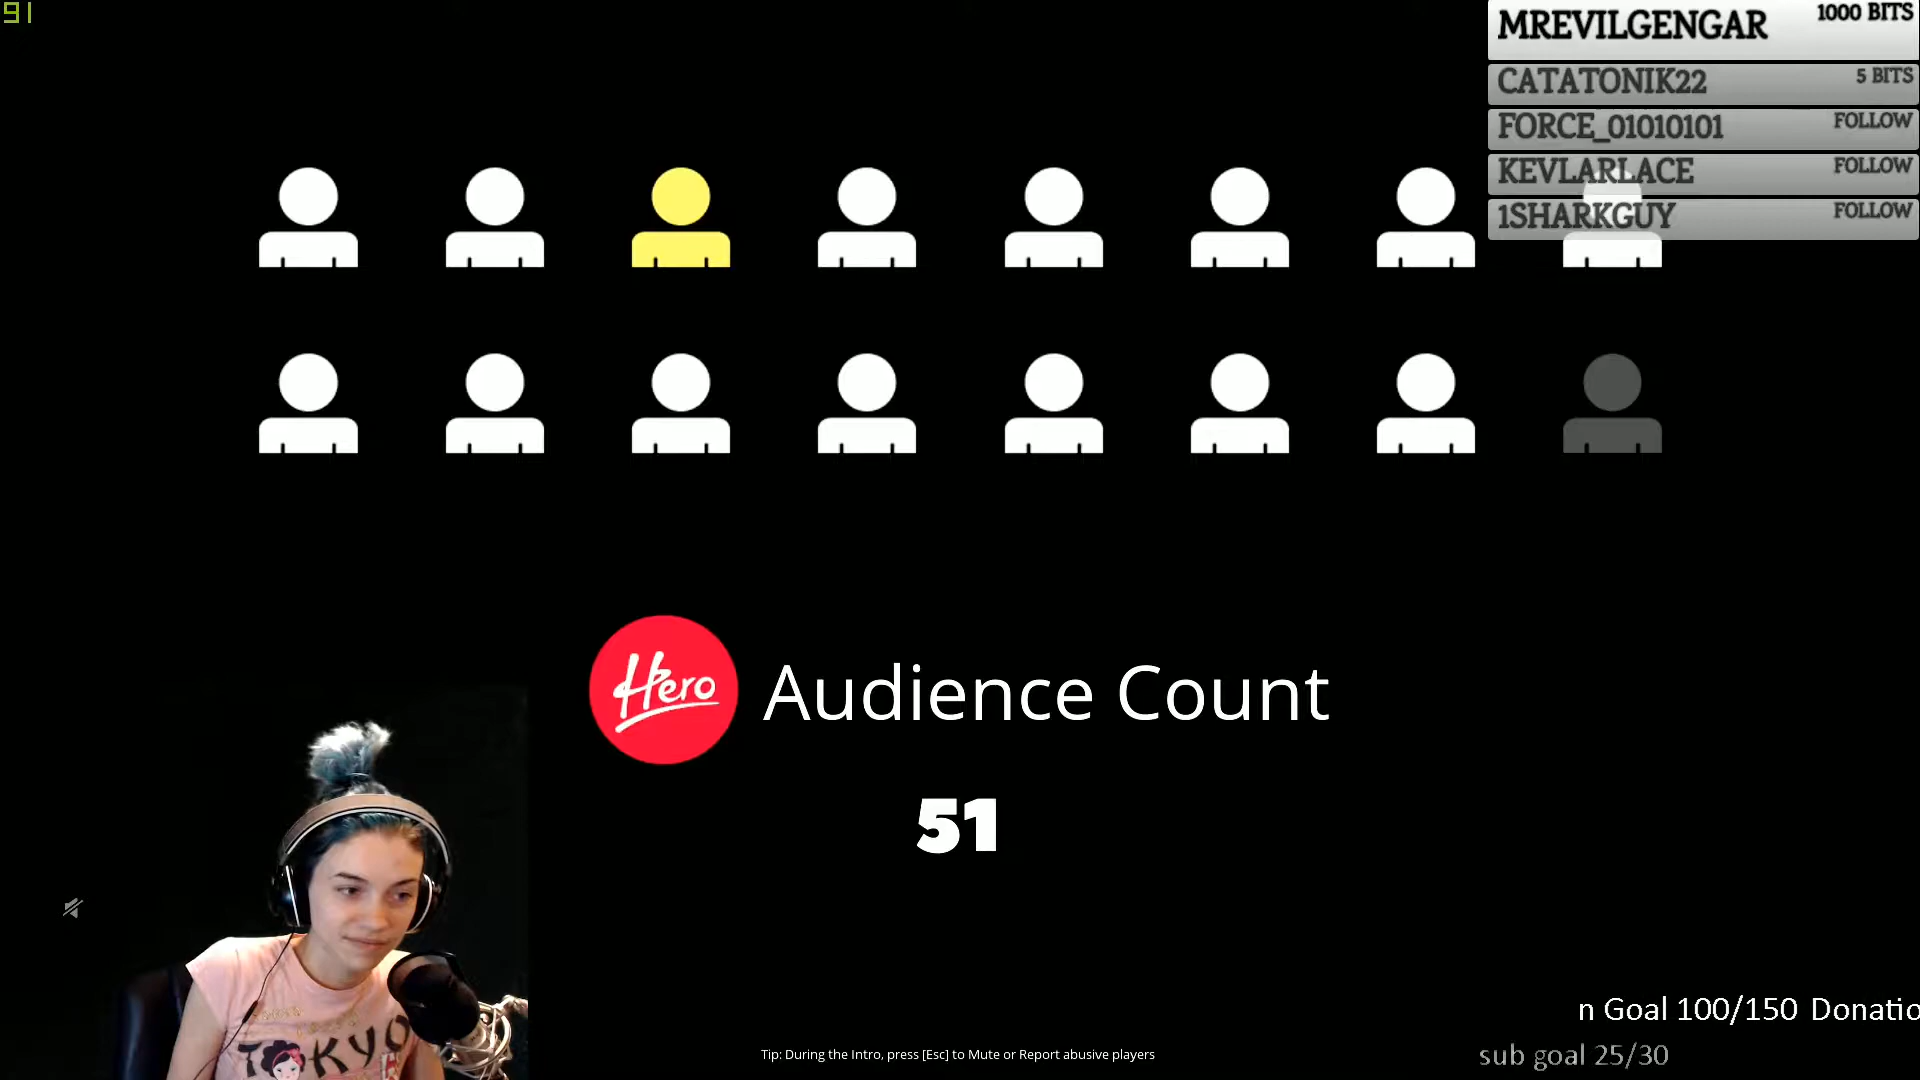 91
MREVILGENGAR 1000 BITS
CATATONIK22 5 BITS
FORCE_01010101 FOLLOW
KEVLARLACE FOLLOW
1SHARKGUY FOLLOW
Hero Audience Count
51
TOKYO
n Goal 100/150 Donatio
Tip: During the Intro, press [Esc] to Mute or Report abusive players
sub goal 25/30